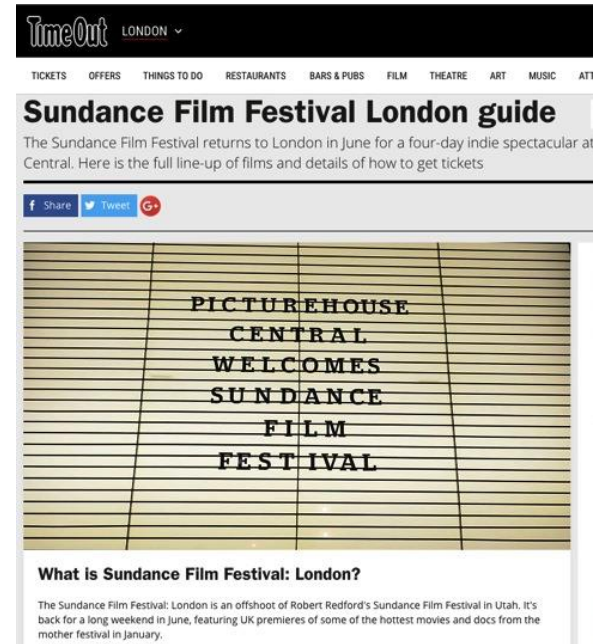 TimeOut LONDON
TICKETS OFFERS THINGS TO DO RESTAURANTS BARS & PUBS FILM THEATRE ART MUSIC ATT
Sundance Film Festival London guide
The Sundance Film Festival returns to London in June for a four-day indie spectacular at
Central. Here is the full line-up of films and details of how to get tickets
f Share Tweet G+
PICTUREHOUSE
CENTRAL
WELCOMES
SUNDANCE
FILM
FESTIVAL
What is Sundance Film Festival: London?
The Sundance Film Festival: London is an offshoot of Robert Redford's Sundance Film Festival in Utah. It's
back for a long weekend in June, featuring UK premieres of some of the hottest movies and docs from the
mother festival in January.